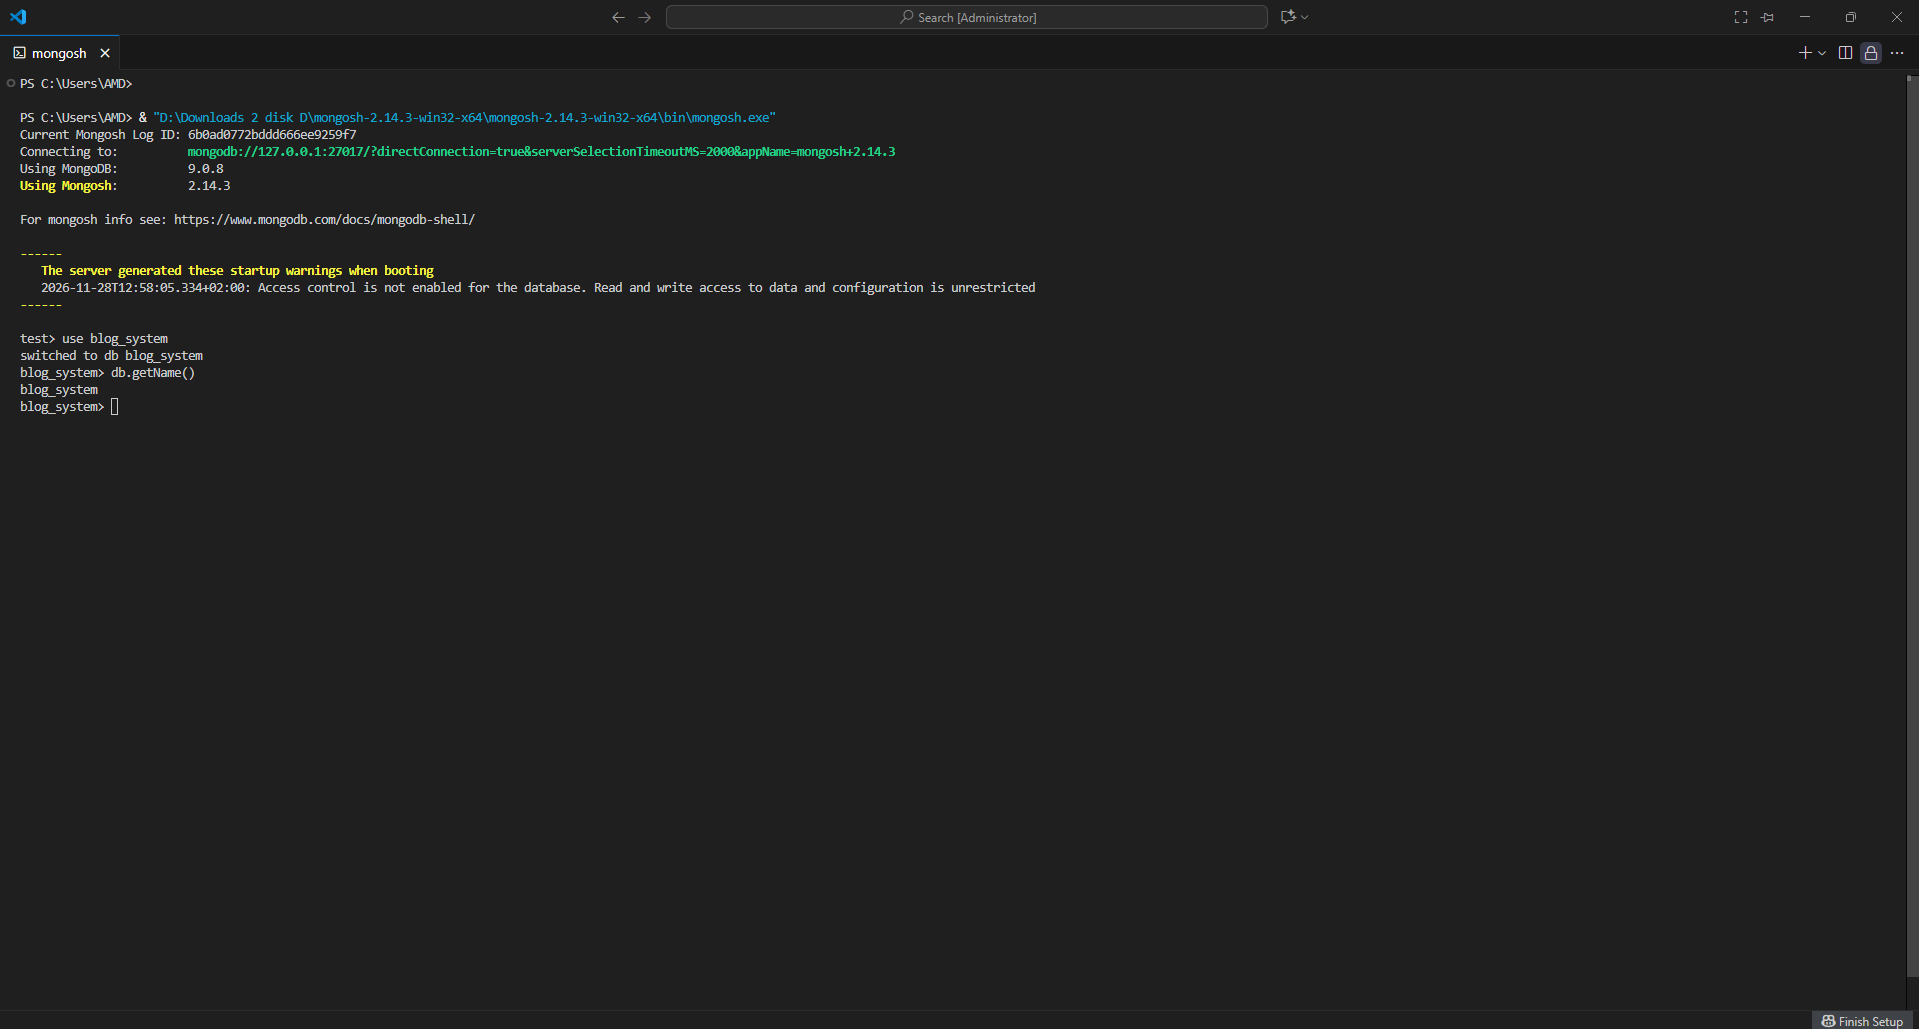 Search [Administrator]
mongosh
PS C:\Users\AMD>
PS C:\Users\AMD> & "D:\Downloads 2 disk D\mongosh-2.14.3-win32-x64\mongosh-2.14.3-win32-x64\bin\mongosh.exe"
Current Mongosh Log ID: 6b0ad0772bddd666ee9259f7
Connecting to:          mongodb://127.0.0.1:27017/?directConnection=true&serverSelectionTimeoutMS=2000&appName=mongosh+2.14.3
Using MongoDB:          9.0.8
Using Mongosh:          2.14.3
For mongosh info see: https://www.mongodb.com/docs/mongodb-shell/
------
   The server generated these startup warnings when booting
   2026-11-28T12:58:05.334+02:00: Access control is not enabled for the database. Read and write access to data and configuration is unrestricted
------
test> use blog_system
switched to db blog_system
blog_system> db.getName()
blog_system
blog_system>
Finish Setup